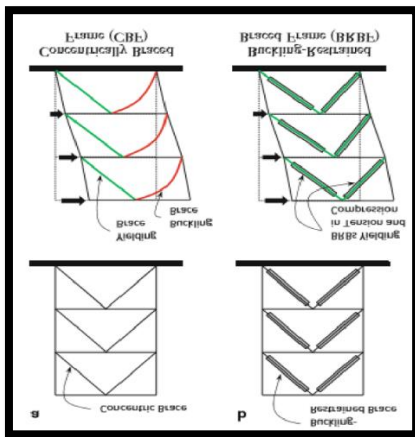 a
Concentric Brace
b
Buckling-
Restrained Brace
Yielding
Brace
Buckling
Brace
BRBs Yielding
in Tension and
Compression
Concentrically Braced
Frame (CBF)
Buckling-Restrained
Braced Frame (BRBF)